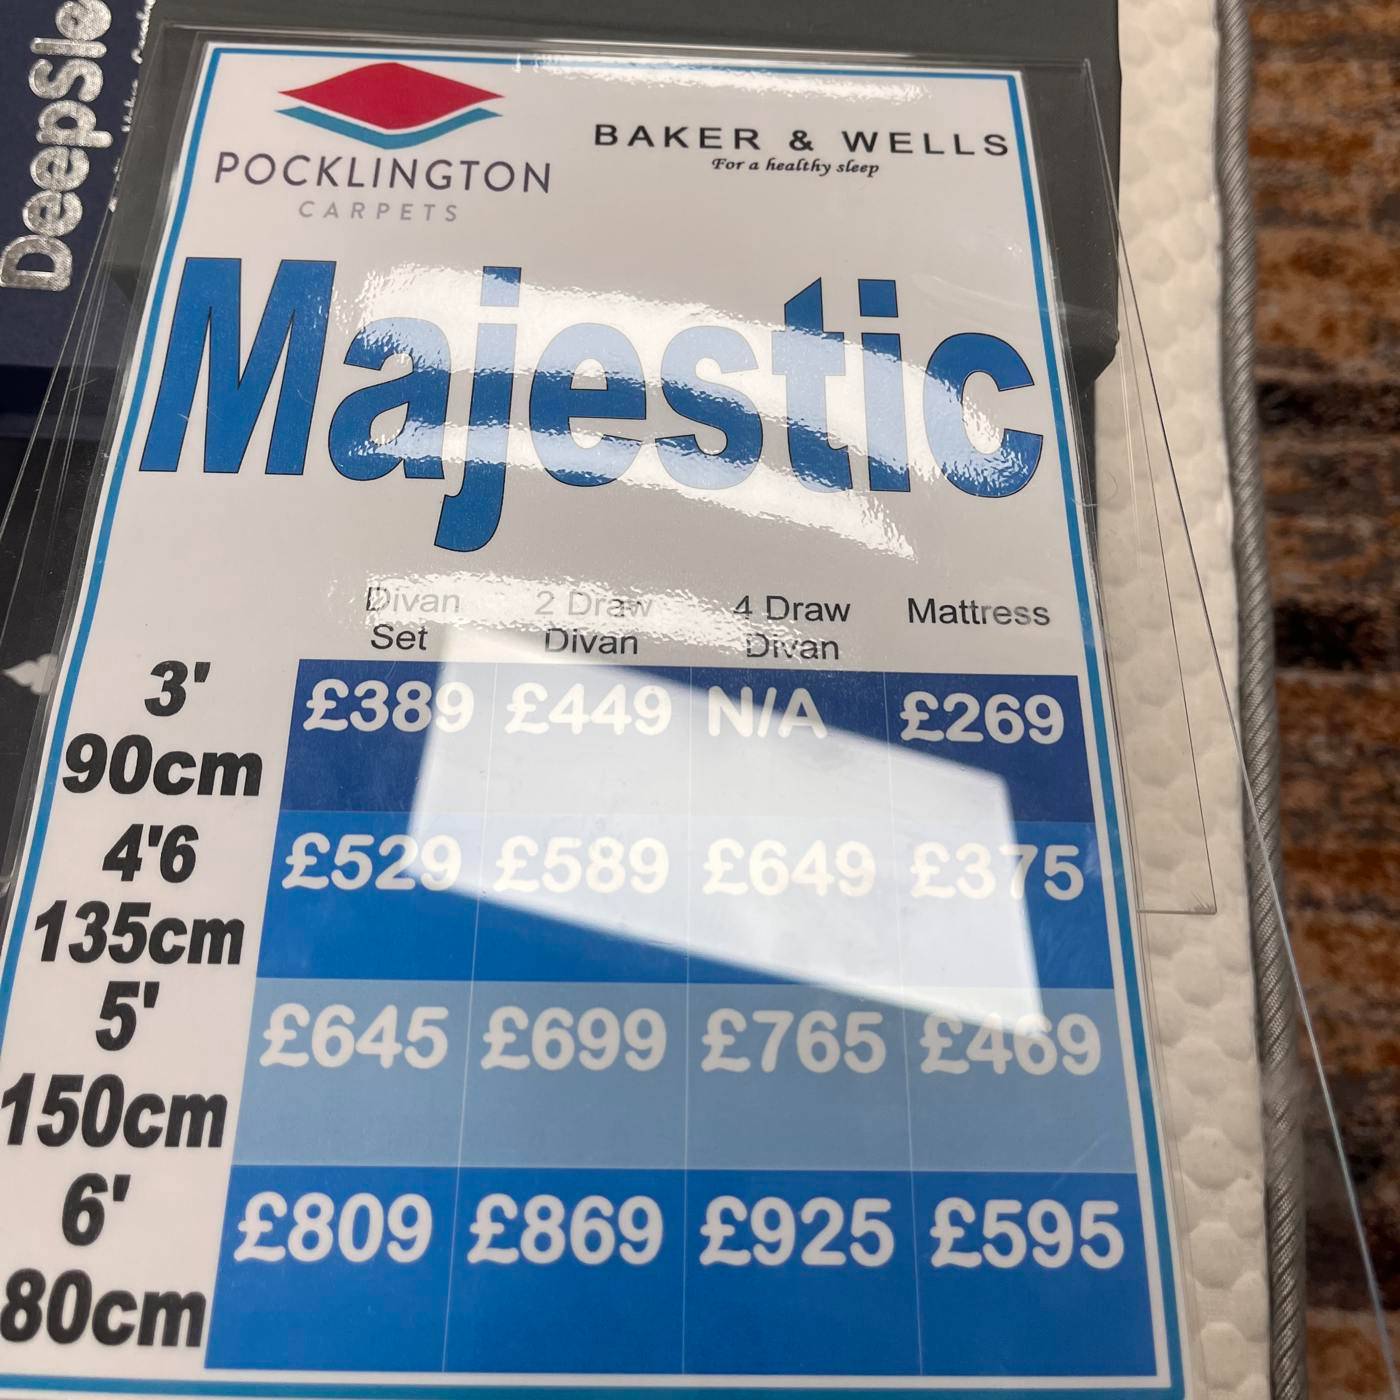 DeepSle
POCKLINGTON
CARPETS
BAKER & WELLS
For a healthy sleep
Majestic
Divan Set
2 Draw Divan
4 Draw Divan
Mattress
3'
90cm
£389 £449 N/A £269
4'6
135cm
£529 £589 £649 £375
5'
150cm
£645 £699 £765 £469
6'
80cm
£809 £869 £925 £595